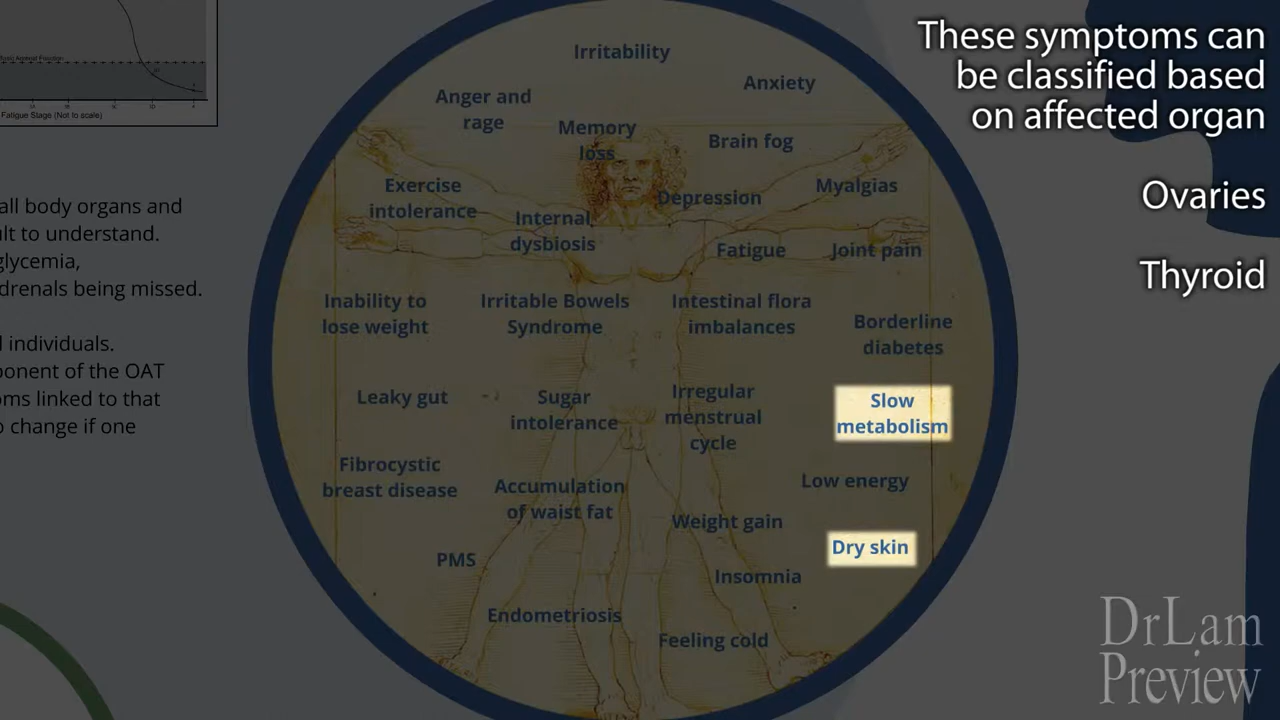 These symptoms can
be classified based
on affected organ
Ovaries
Thyroid
Fatigue Stage (Not to scale)
all body organs and
ult to understand.
glycemia,
drenals being missed.
l individuals.
ponent of the OAT
oms linked to that
o change if one
Irritability
Anxiety
Anger and
rage
Memory
loss
Brain fog
Exercise
intolerance
Internal
dysbiosis
Depression
Myalgias
Fatigue
Joint pain
Inability to
lose weight
Irritable Bowels
Syndrome
Intestinal flora
imbalances
Borderline
diabetes
Leaky gut
Sugar
intolerance
Irregular
menstrual
cycle
Slow
metabolism
Fibrocystic
breast disease
Accumulation
of waist fat
Low energy
Weight gain
Dry skin
PMS
Insomnia
Endometriosis
Feeling cold
DrLam
Preview